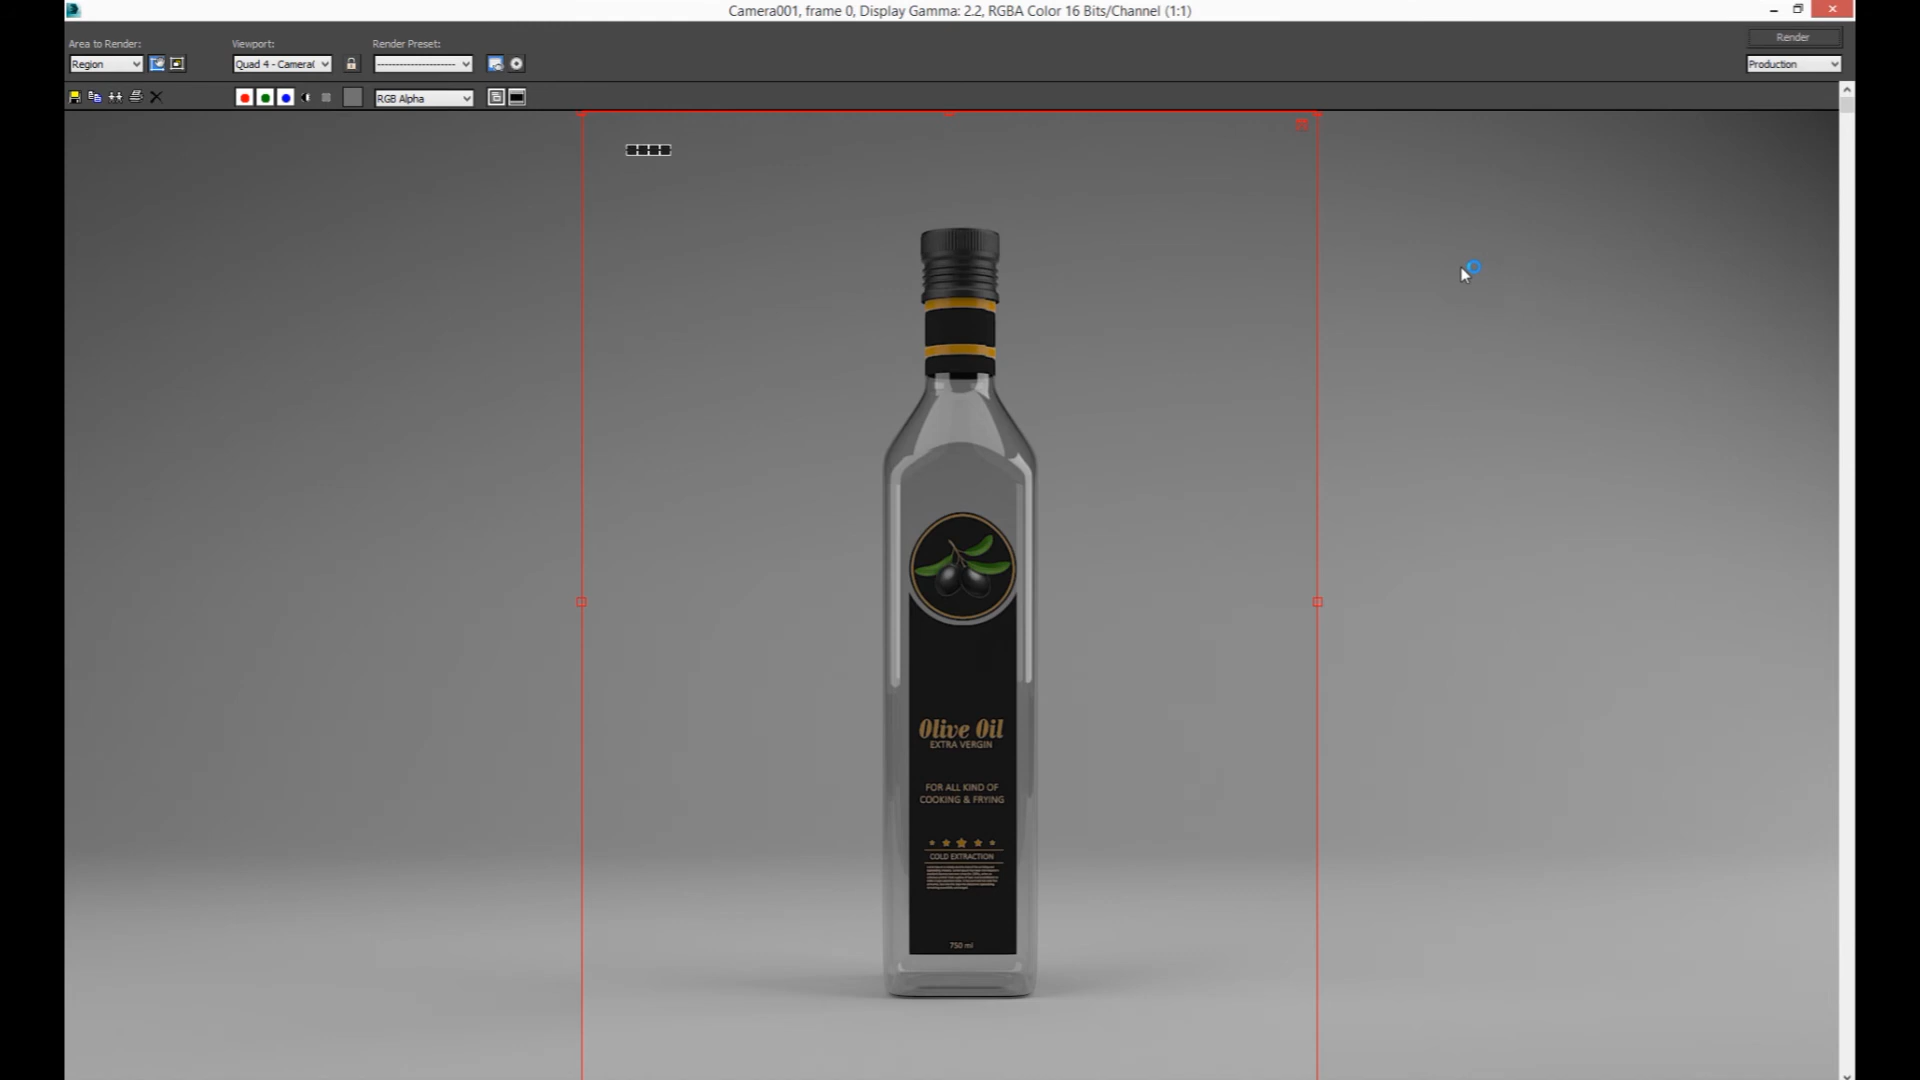 Camera001, frame 0, Display Gamma: 2.2, RGBA Color 16 Bits/Channel (1:1)
Area to Render:
Viewport:
Render Preset:
Render
Region
Quad 4 - Camera(
Production
RGB Alpha
Olive Oil
EXTRA VERGIN
FOR ALL KIND OF
COOKING & FRYING
COLD EXTRACTION
750 ml